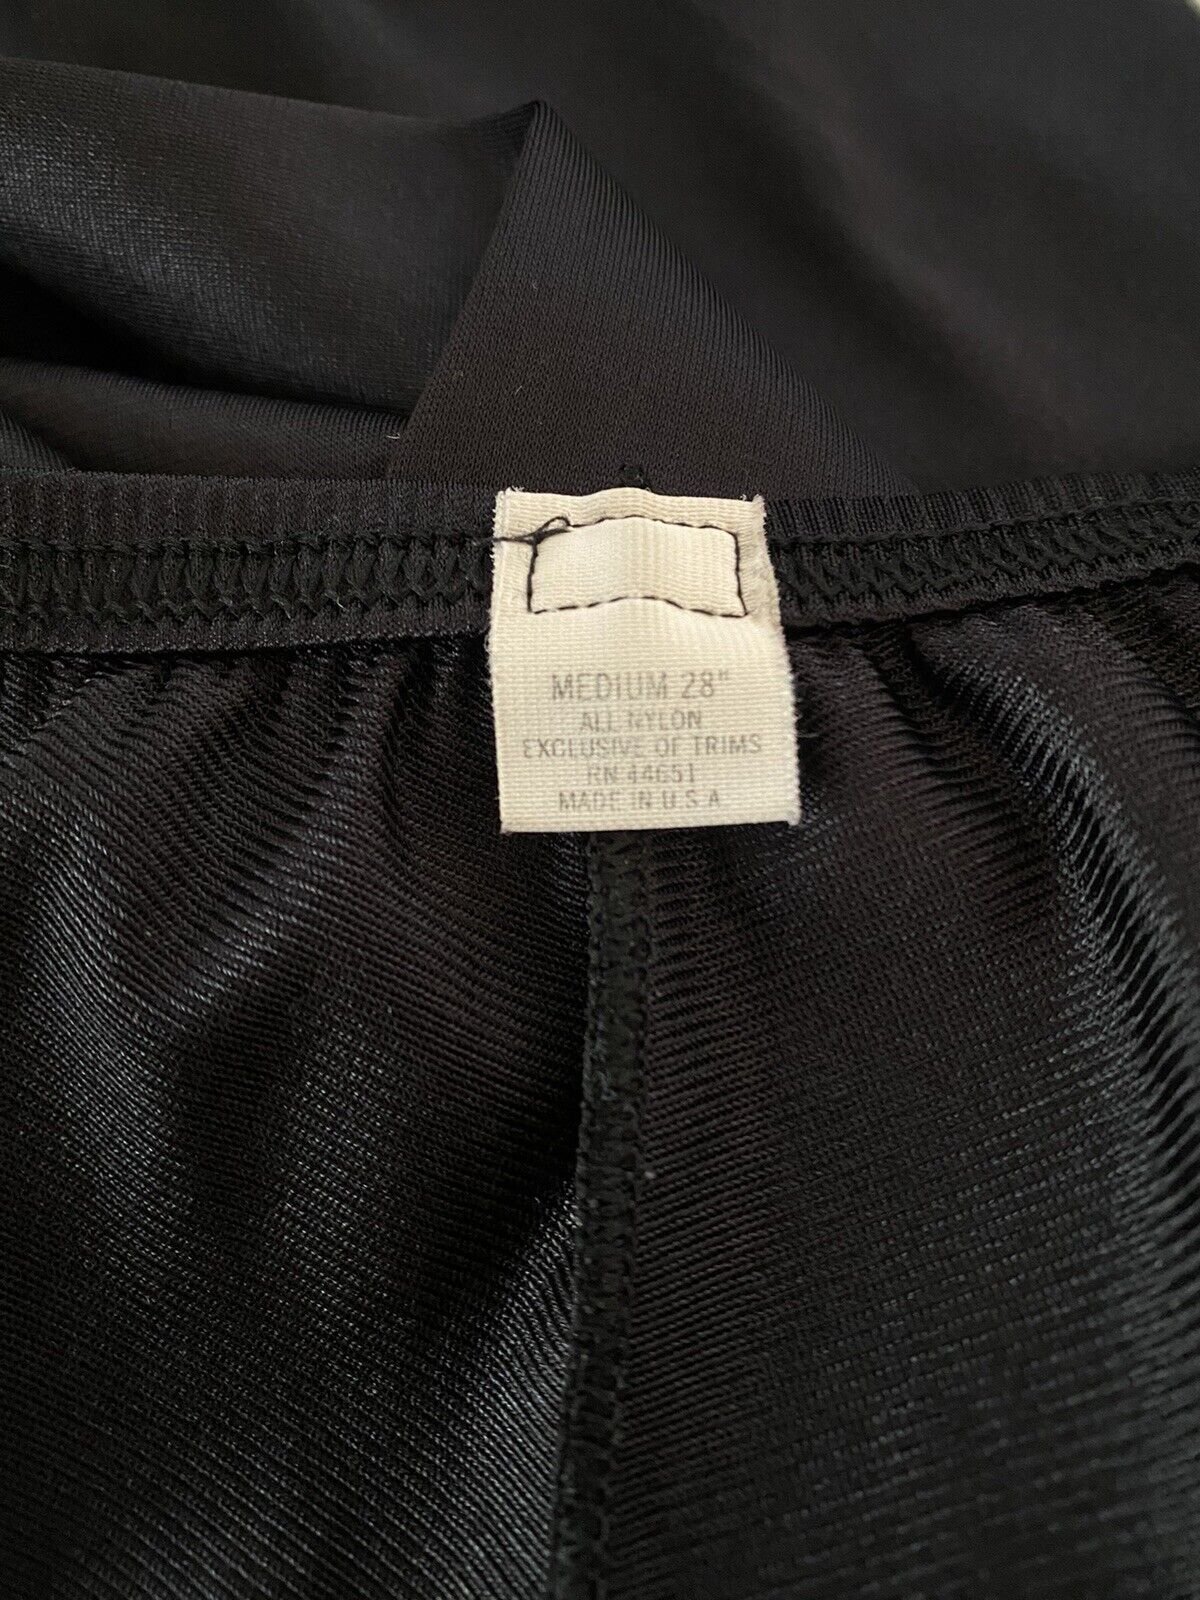 MEDIUM 28"
ALL NYLON
EXCLUSIVE OF TRIMS
RN 44651
MADE IN U.S.A